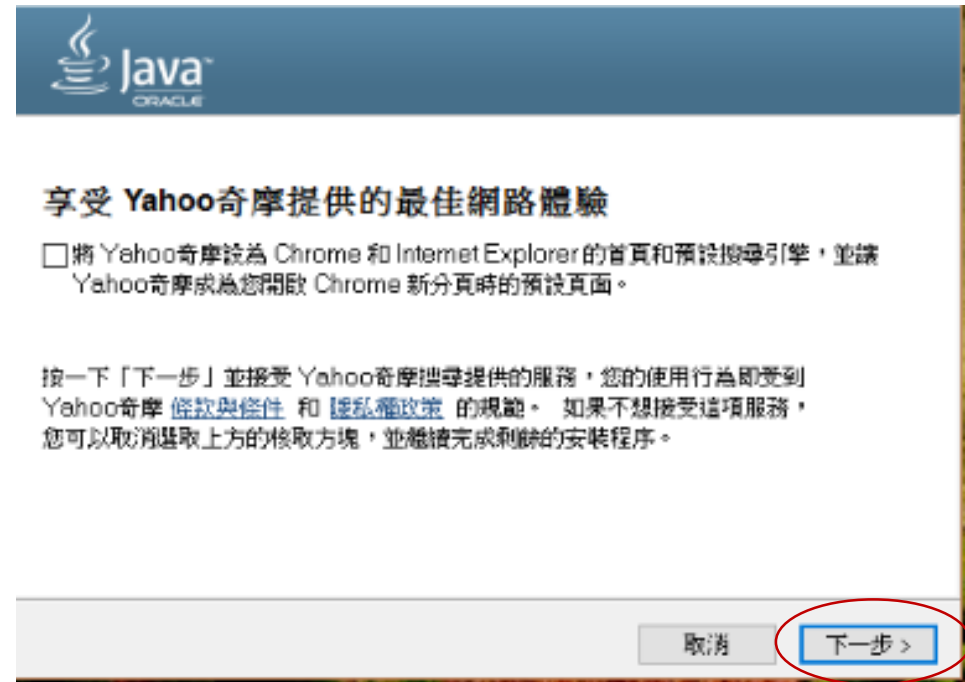 Java™
ORACLE
享受 Yahoo奇摩提供的最佳網路體驗
將 Yahoo奇摩設為 Chrome 和 Internet Explorer 的首頁和預設搜尋引擎，並讓
Yahoo奇摩成為您開啟 Chrome 新分頁時的預設頁面。
按一下「下一步」並接受 Yahoo奇摩搜尋提供的服務，您的使用行為即受到
Yahoo奇摩 條款與條件 和 隱私權政策 的規範。 如果不想接受這項服務，
您可以取消選取上方的核取方塊，並繼續完成剩餘的安裝程序。
取消
下一步 >